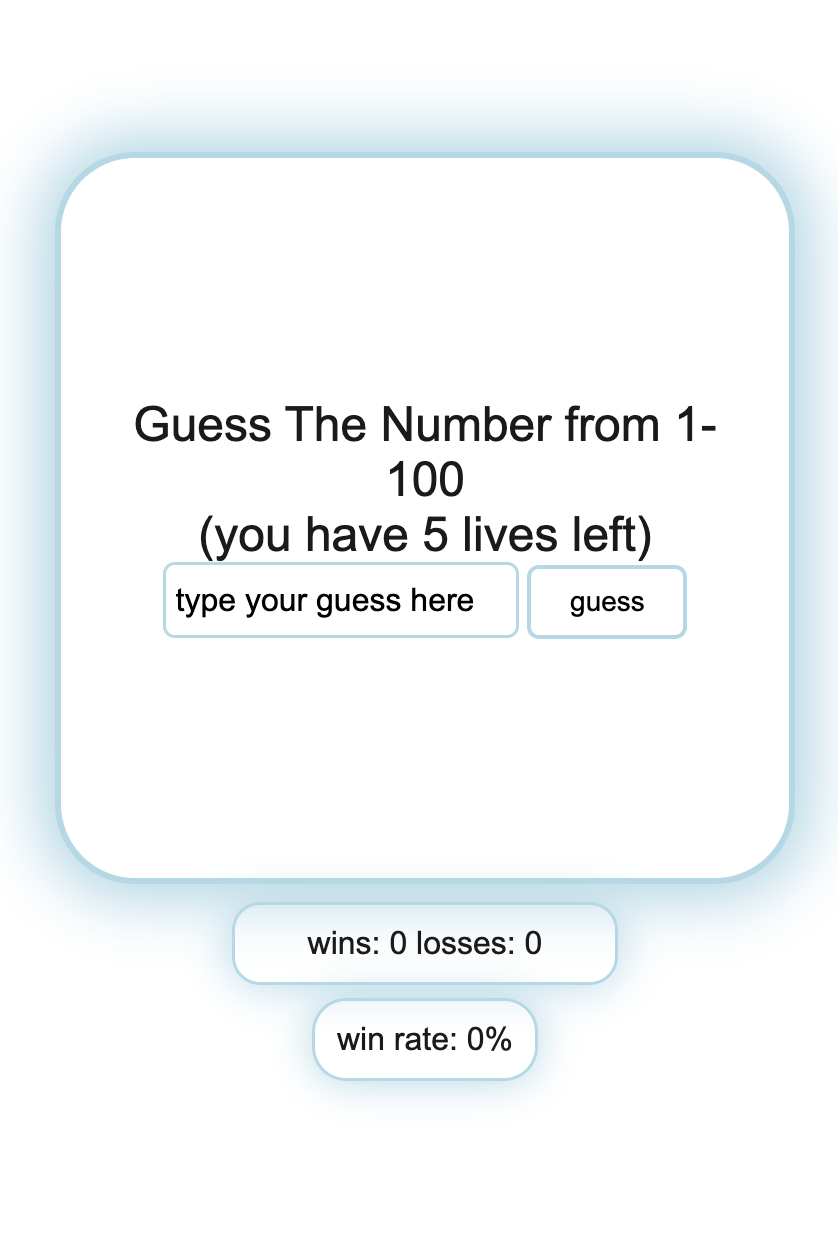 Guess The Number from 1-
100
(you have 5 lives left)
type your guess here guess
wins: 0 losses: 0
win rate: 0%